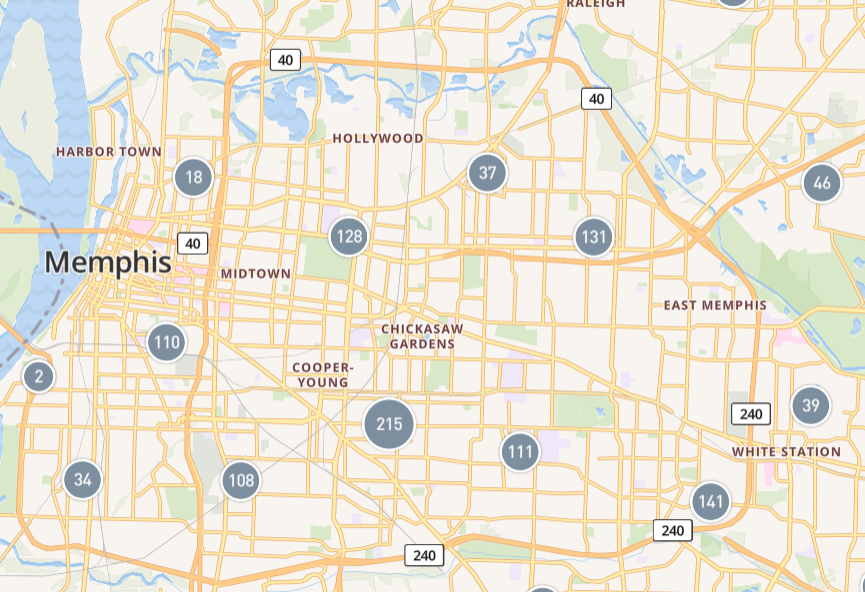 RALEIGH
40
40
HOLLYWOOD
HARBOR TOWN
18
37
46
128
131
40
Memphis
MIDTOWN
EAST MEMPHIS
CHICKASAW
GARDENS
110
2
COOPER-
YOUNG
39
240
215
111
WHITE STATION
34
108
141
240
240